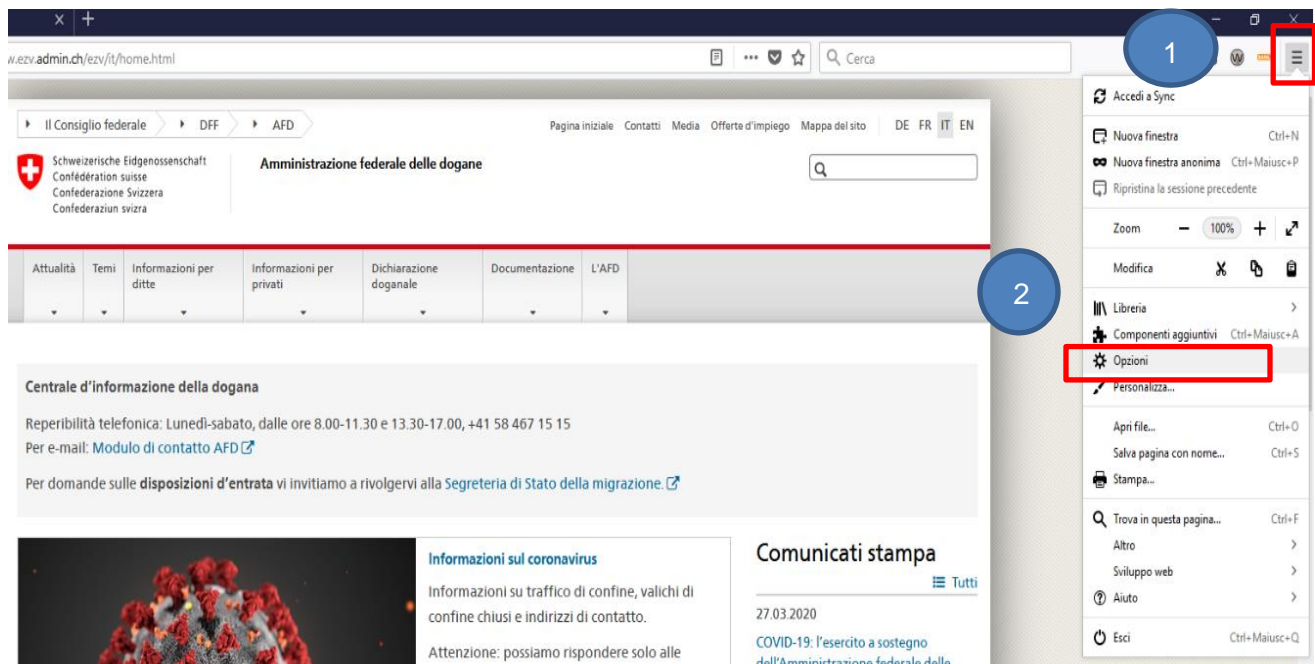 w.ezv.admin.ch/ezv/it/home.html
Cerca
1
Il Consiglio federale
DFF
AFD
Pagina iniziale Contatti Media Offerte d'impiego Mappa del sito
DE FR IT EN
Schweizerische Eidgenossenschaft
Confédération suisse
Confederazione Svizzera
Confederaziun svizra
Amministrazione federale delle dogane
Attualità
Temi
Informazioni per
ditte
Informazioni per
privati
Dichiarazione
doganale
Documentazione
L'AFD
2
Centrale d'informazione della dogana
Reperibilità telefonica: Lunedì-sabato, dalle ore 8.00-11.30 e 13.30-17.00, +41 58 467 15 15
Per e-mail: Modulo di contatto AFD
Per domande sulle disposizioni d'entrata vi invitiamo a rivolgervi alla Segreteria di Stato della migrazione.
Informazioni sul coronavirus
Informazioni su traffico di confine, valichi di
confine chiusi e indirizzi di contatto.
Attenzione: possiamo rispondere solo alle
Comunicati stampa
Tutti
27.03.2020
COVID-19: l'esercito a sostegno
dell'Amministrazione federale delle
Accedi a Sync
Nuova finestra Ctrl+N
Nuova finestra anonima Ctrl+Maiusc+P
Ripristina la sessione precedente
Zoom 100%
Modifica
Libreria
Componenti aggiuntivi Ctrl+Maiusc+A
Opzioni
Personalizza...
Apri file... Ctrl+O
Salva pagina con nome... Ctrl+S
Stampa...
Trova in questa pagina... Ctrl+F
Altro
Sviluppo web
Aiuto
Esci Ctrl+Maiusc+Q